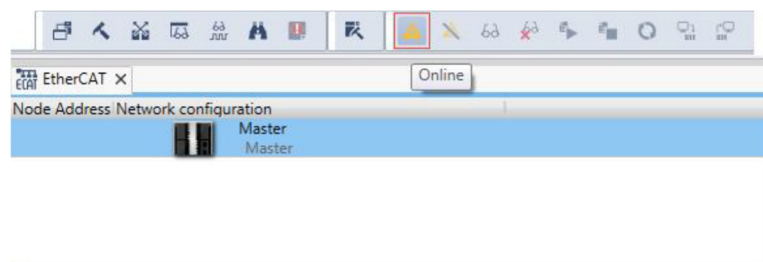 Online
EtherCAT
Node Address Network configuration
Master
Master